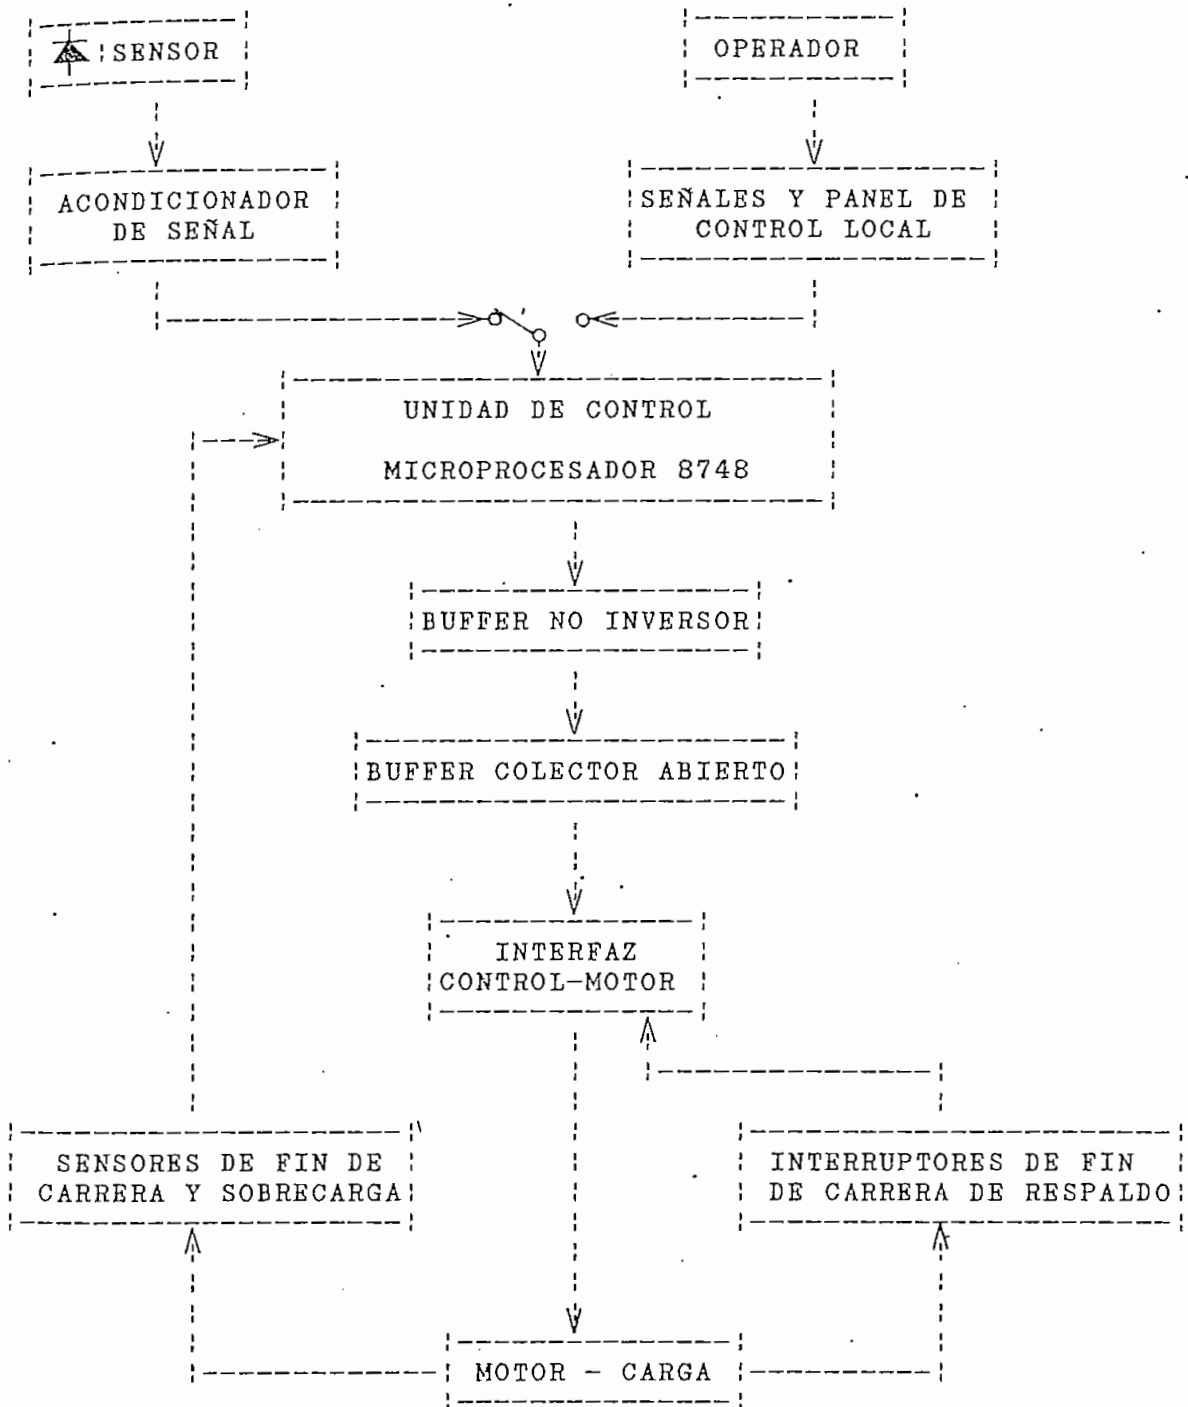 SENSOR
OPERADOR
ACONDICIONADOR
DE SEÑAL
SEÑALES Y PANEL DE
CONTROL LOCAL
UNIDAD DE CONTROL
MICROPROCESADOR 8748
BUFFER NO INVERSOR
BUFFER COLECTOR ABIERTO
INTERFAZ
CONTROL-MOTOR
SENSORES DE FIN DE
CARRERA Y SOBRECARGA
INTERRUPTORES DE FIN
DE CARRERA DE RESPALDO
MOTOR - CARGA